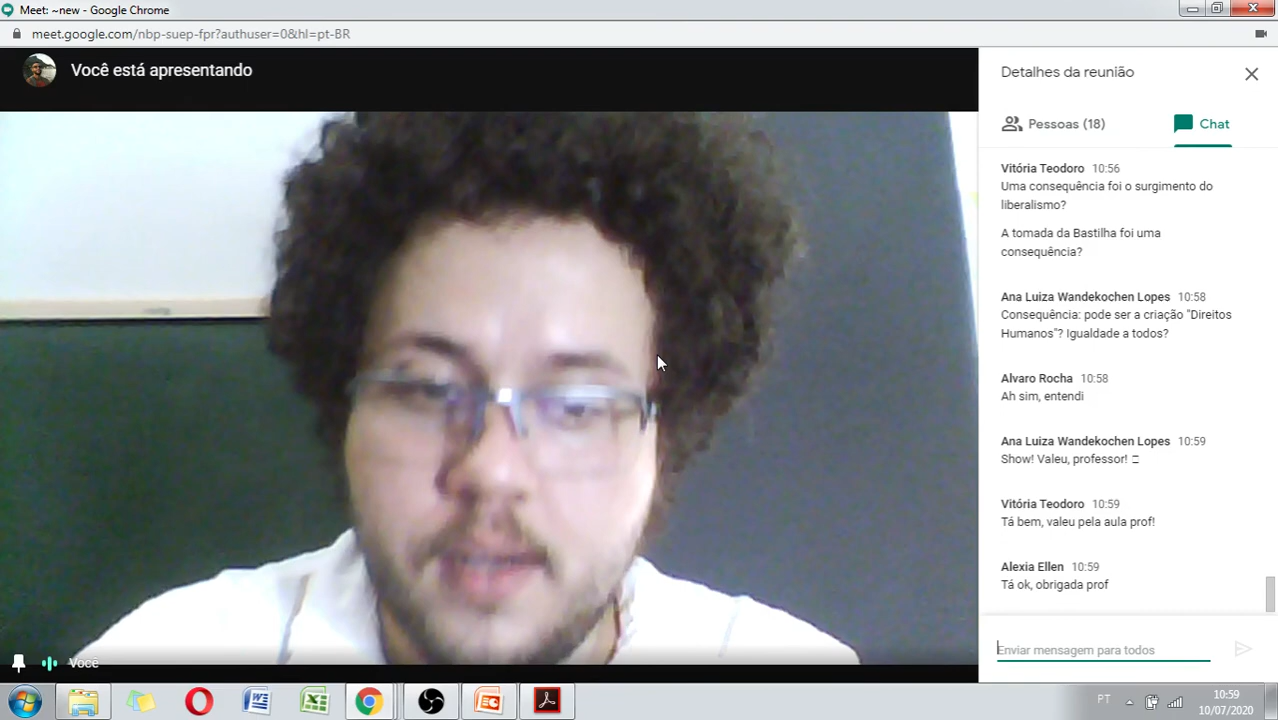 Meet: ~new - Google Chrome
meet.google.com/nbp-suep-fpr?authuser=0&hl=pt-BR
Você está apresentando
Detalhes da reunião
Pessoas (18)
Chat
Vitória Teodoro 10:56
Uma consequência foi o surgimento do
liberalismo?
A tomada da Bastilha foi uma
consequência?
Ana Luiza Wandekochen Lopes 10:58
Consequência: pode ser a criação "Direitos
Humanos"? Igualdade a todos?
Alvaro Rocha 10:58
Ah sim, entendi
Ana Luiza Wandekochen Lopes 10:59
Show! Valeu, professor!
Vitória Teodoro 10:59
Tá bem, valeu pela aula prof!
Alexia Ellen 10:59
Tá ok, obrigada prof
Enviar mensagem para todos
Você
PT
10:59
10/07/2020